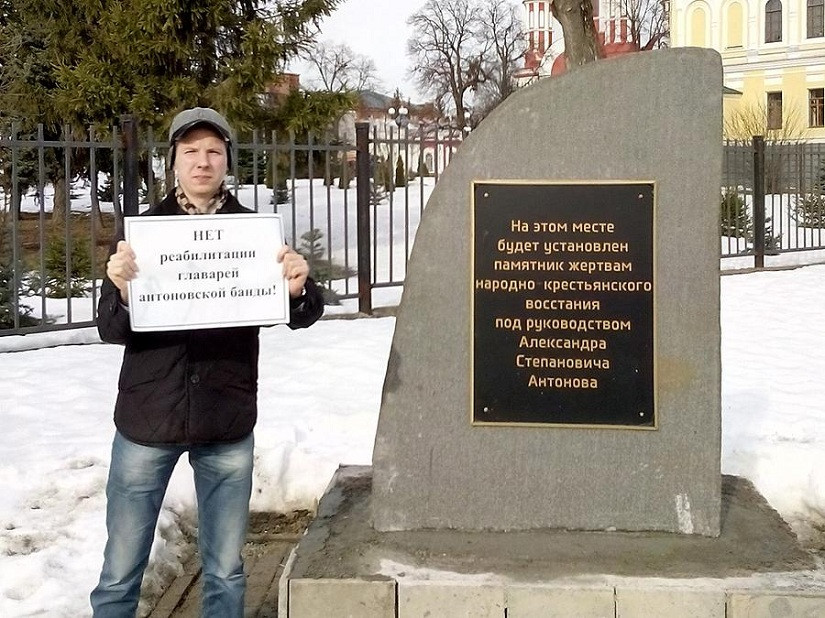 НЕТ
реабилитации
главарей
антоновской банды!
На этом месте
будет установлен
памятник жертвам
народно крестьянского
восстания
под руководством
Александра
Степановича
Антонова